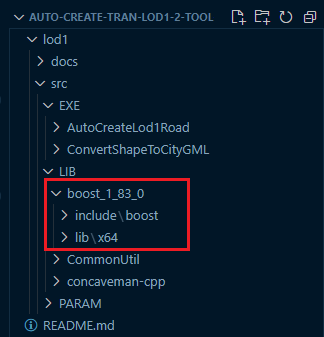 AUTO-CREATE-TRAN-LOD1-2-TOOL
lod1
docs
src
EXE
AutoCreateLod1Road
ConvertShapeToCityGML
LIB
boost_1_83_0
include\boost
lib\x64
CommonUtil
concaveman-cpp
PARAM
README.md